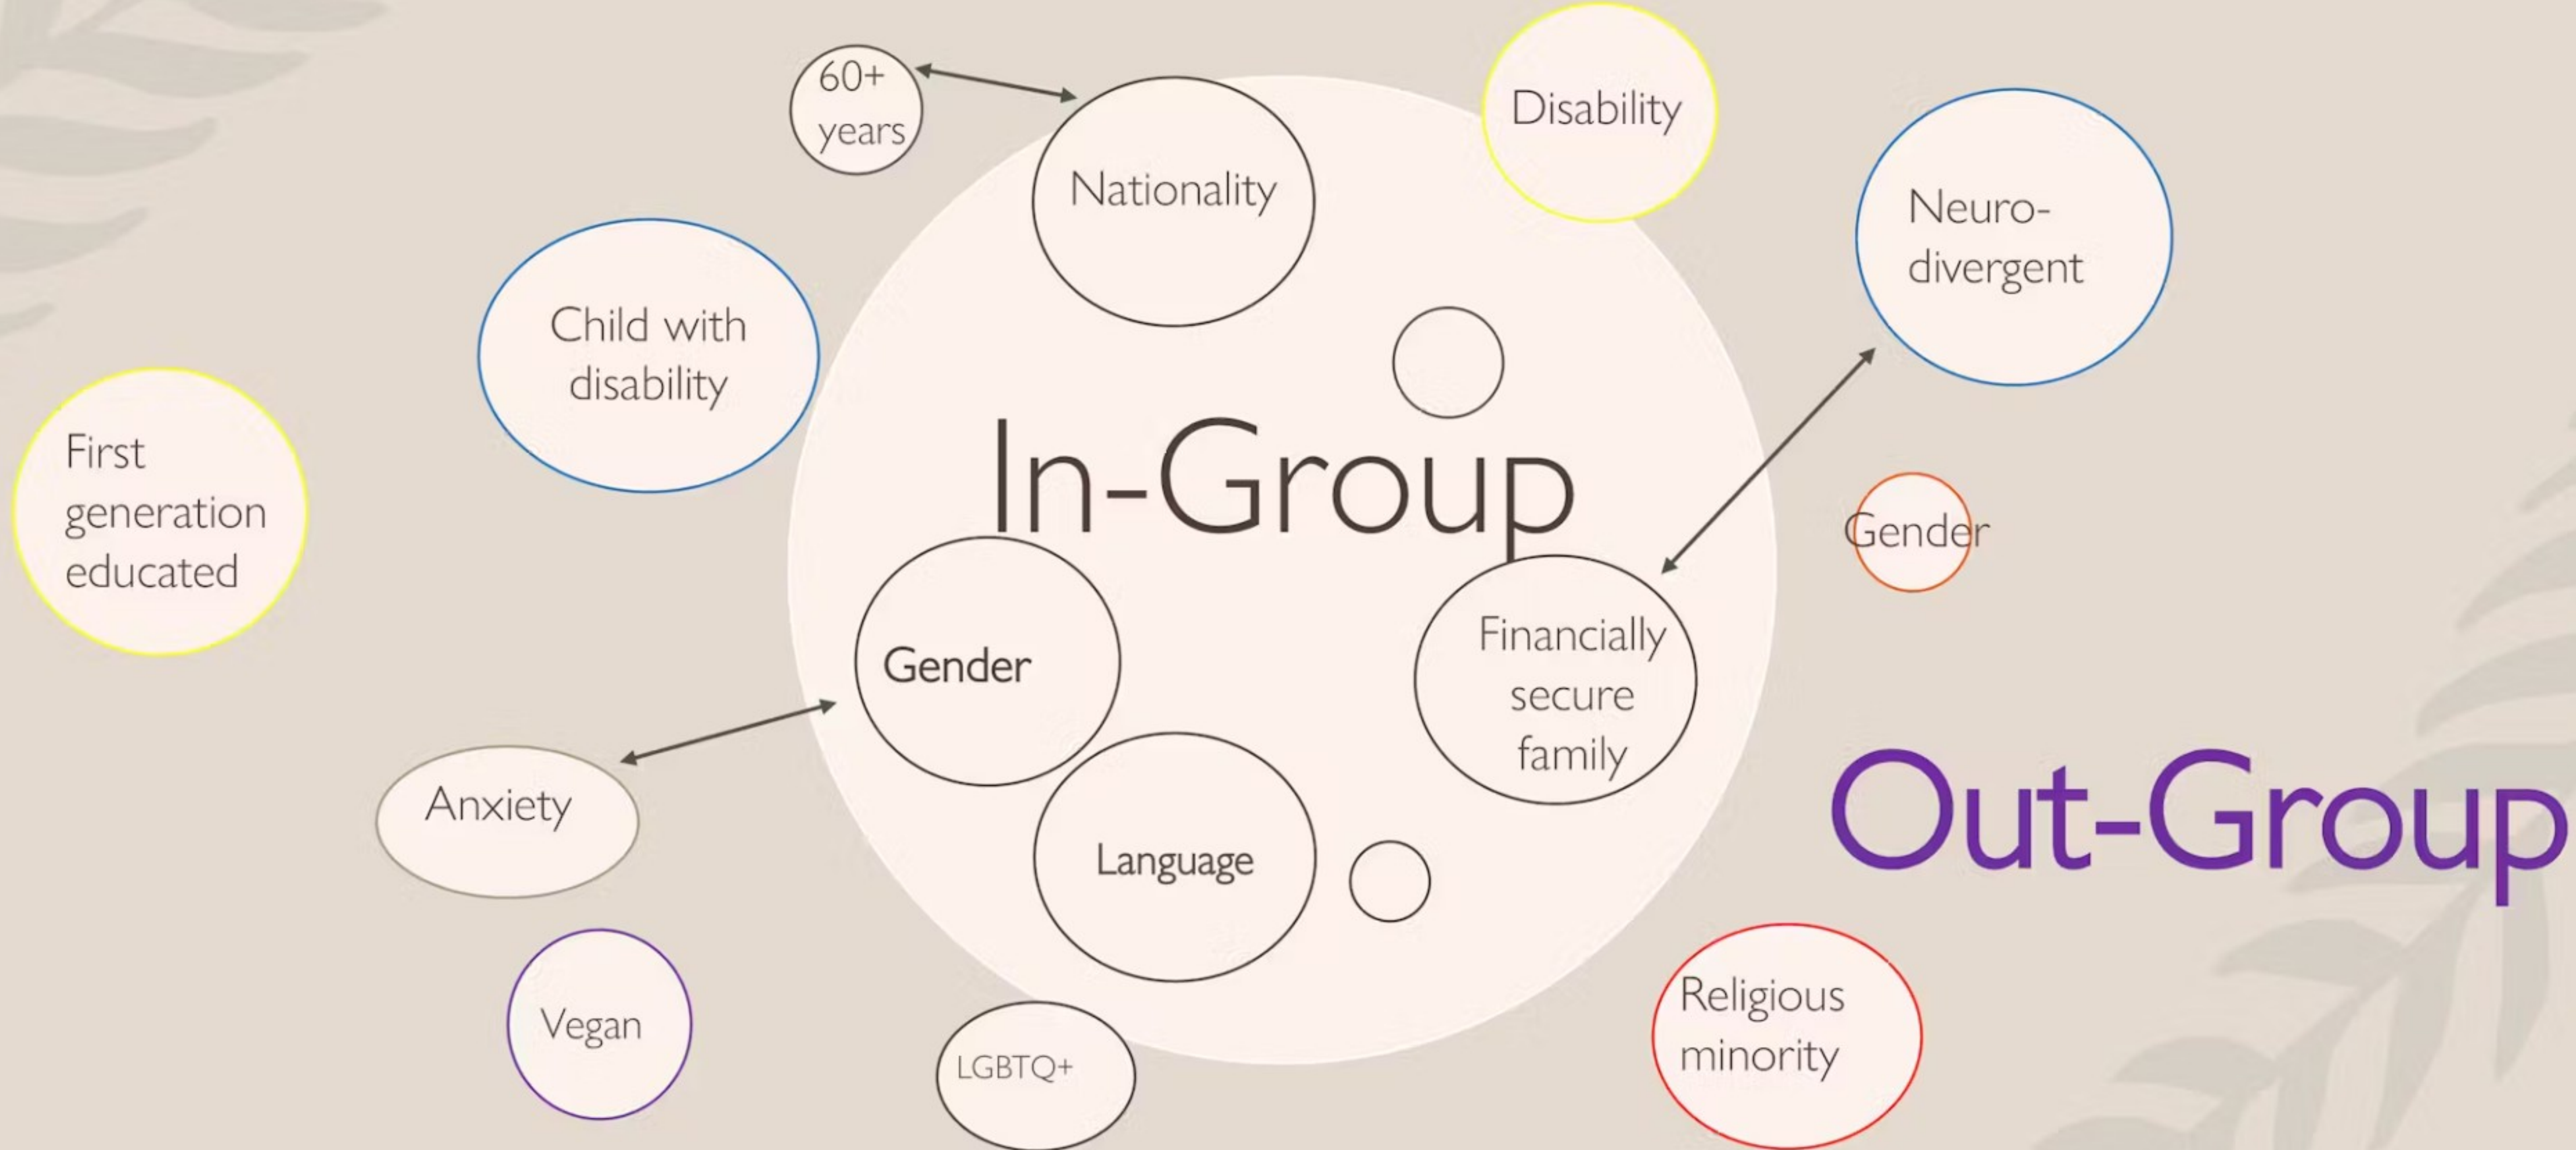 60+
years
Nationality
Disability
Neuro-
divergent
Child with
disability
First
generation
educated
In-Group
Gender
Gender
Financially
secure
family
Anxiety
Language
Out-Group
Vegan
LGBTQ+
Religious
minority